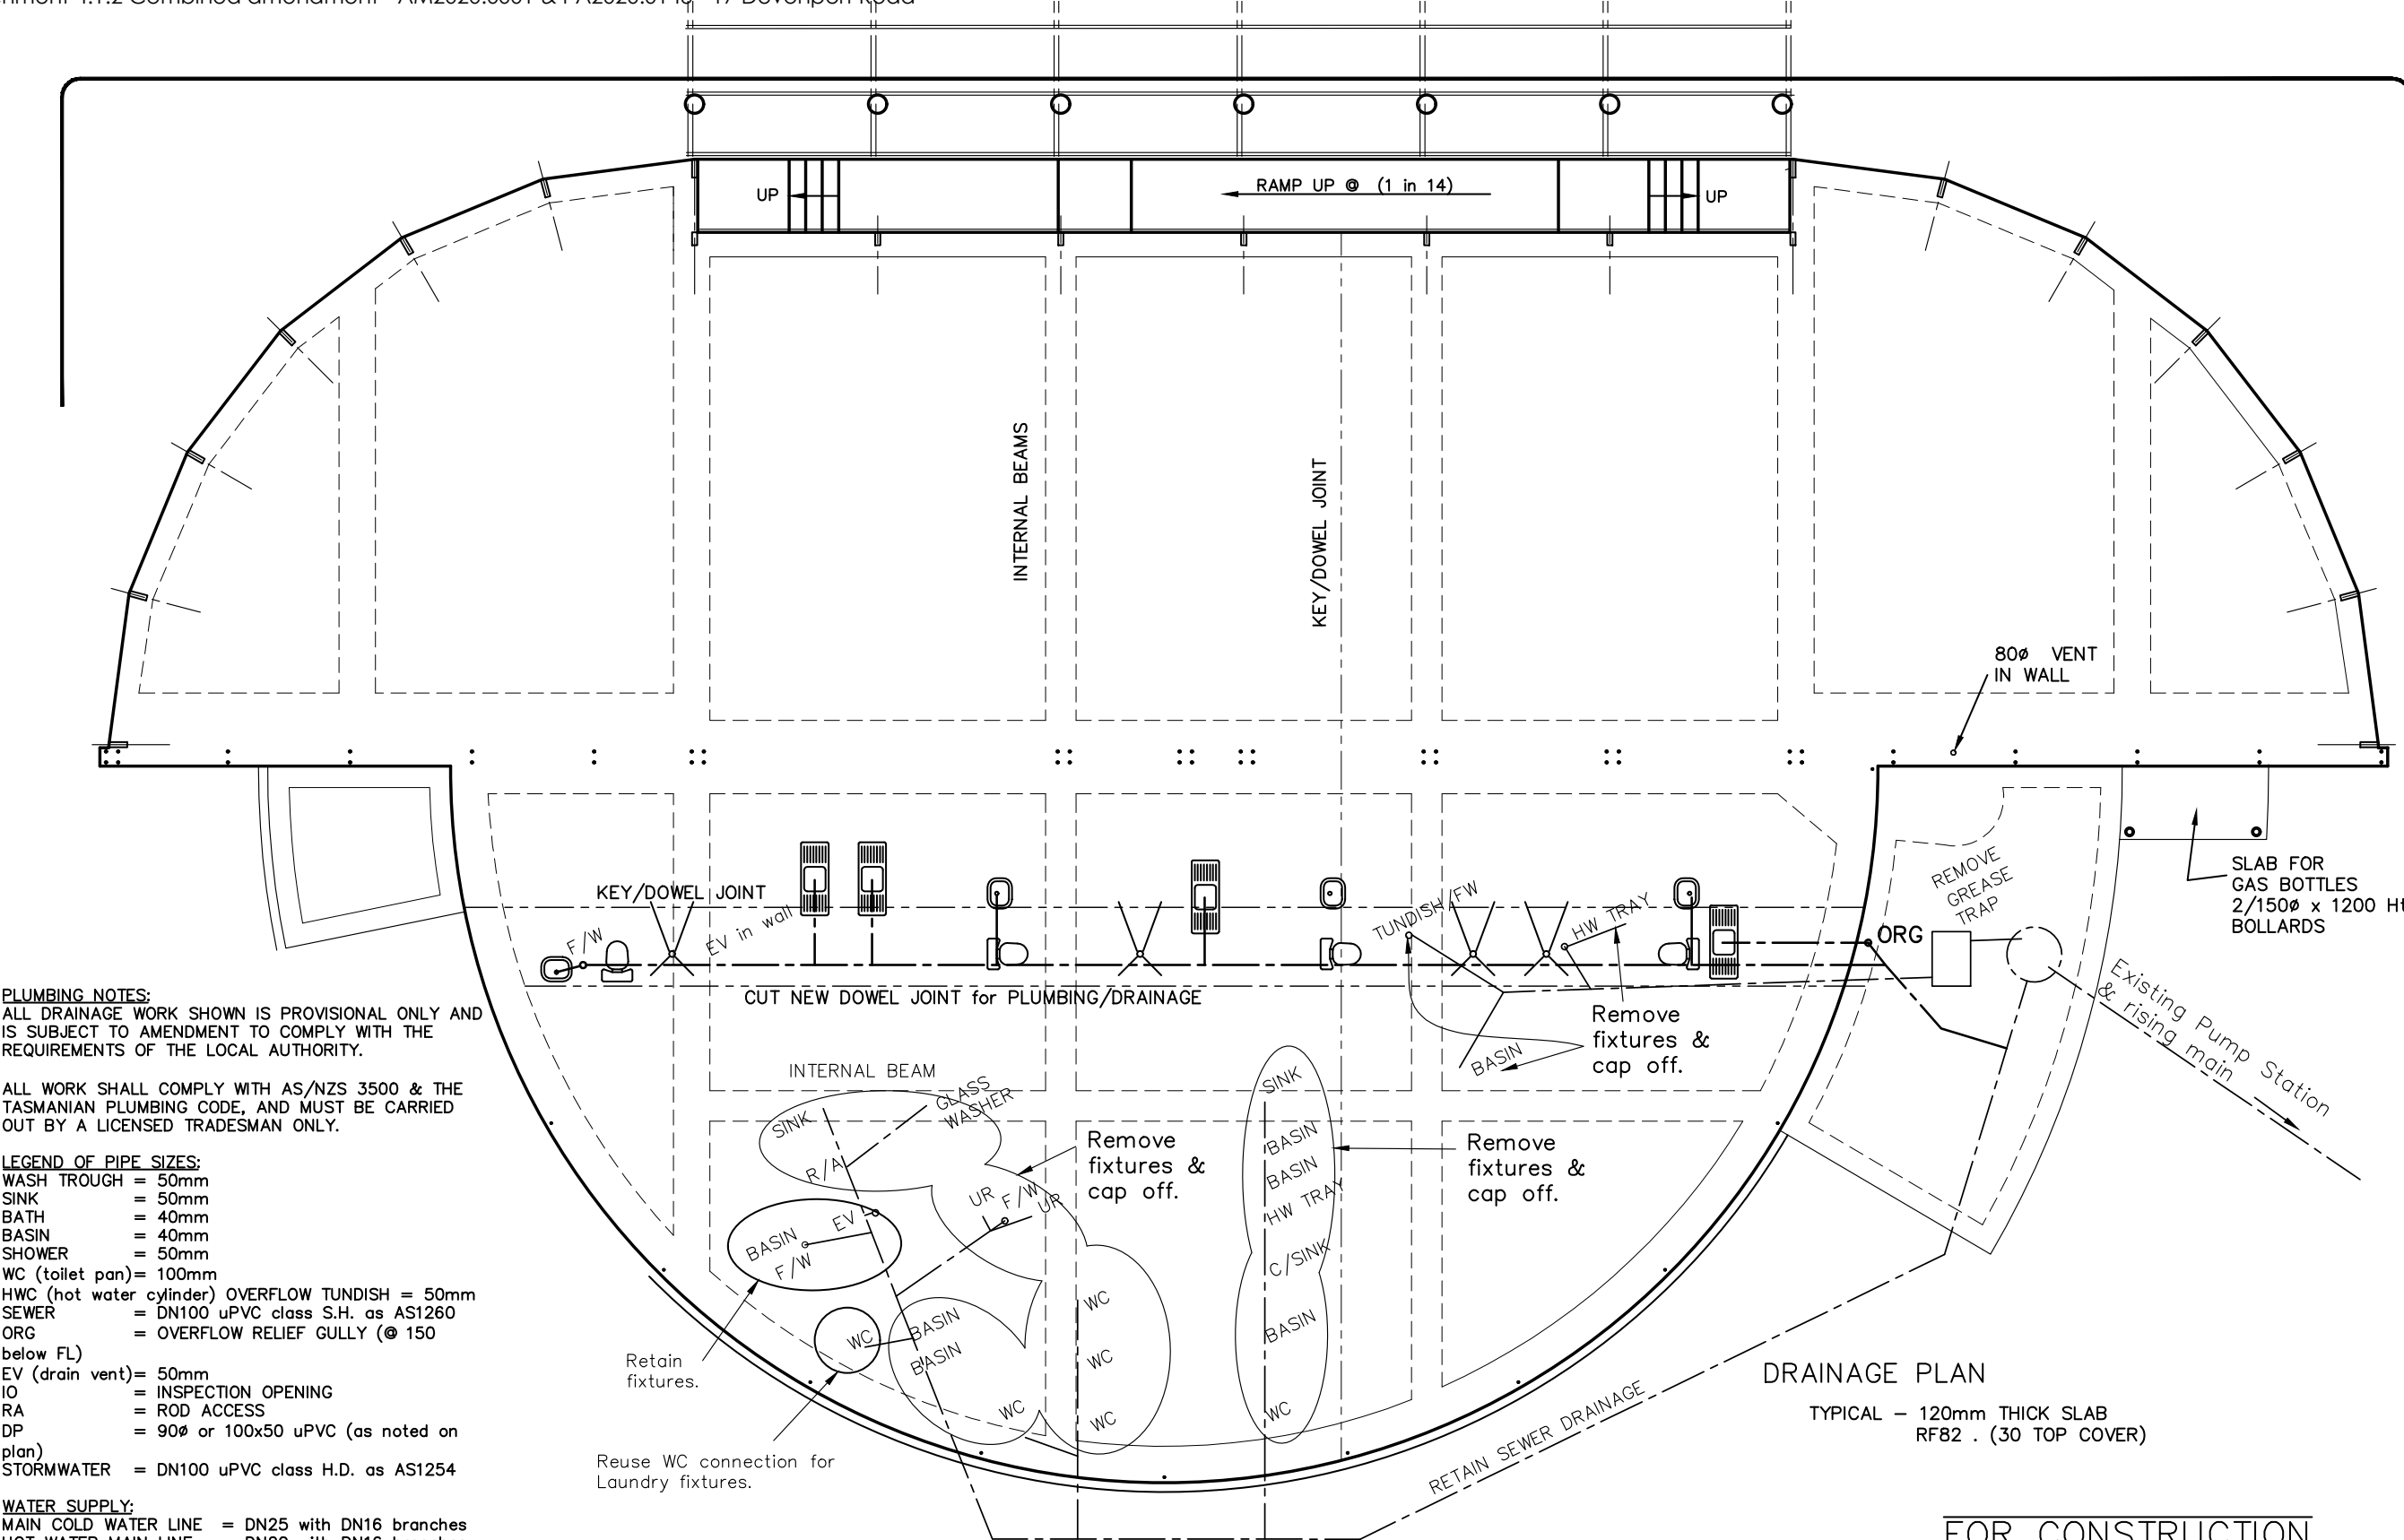 UP
RAMP UP @ (1 in 14)
UP
INTERNAL BEAMS
KEY/DOWEL JOINT
80ø VENT
IN WALL
SLAB FOR
GAS BOTTLES
2/150ø x 1200 Ht
BOLLARDS
REMOVE
GREASE
TRAP
KEY/DOWEL JOINT
F/W
EV in wall
TUNDISH/FW
HW TRAY
ORG
Existing Pump Station
& rising main
CUT NEW DOWEL JOINT for PLUMBING/DRAINAGE
Remove
fixtures &
cap off.
BASIN
INTERNAL BEAM
SINK
GLASS
WASHER
R/A
Remove
fixtures &
cap off.
UR
F/W
UR
BASIN
EV
F/W
SINK
BASIN
BASIN
HW TRAY
C/SINK
BASIN
WC
Remove
fixtures &
cap off.
WC
BASIN
BASIN
WC
WC
WC
WC
Retain
fixtures.
Reuse WC connection for
Laundry fixtures.
RETAIN SEWER DRAINAGE
PLUMBING NOTES:
ALL DRAINAGE WORK SHOWN IS PROVISIONAL ONLY AND
IS SUBJECT TO AMENDMENT TO COMPLY WITH THE
REQUIREMENTS OF THE LOCAL AUTHORITY.
ALL WORK SHALL COMPLY WITH AS/NZS 3500 & THE
TASMANIAN PLUMBING CODE, AND MUST BE CARRIED
OUT BY A LICENSED TRADESMAN ONLY.
LEGEND OF PIPE SIZES:
WASH TROUGH = 50mm
SINK = 50mm
BATH = 40mm
BASIN = 40mm
SHOWER = 50mm
WC (toilet pan)= 100mm
HWC (hot water cylinder) OVERFLOW TUNDISH = 50mm
SEWER = DN100 uPVC class S.H. as AS1260
ORG = OVERFLOW RELIEF GULLY (@ 150
below FL)
EV (drain vent)= 50mm
IO = INSPECTION OPENING
RA = ROD ACCESS
DP = 90ø or 100x50 uPVC (as noted on
plan)
STORMWATER = DN100 uPVC class H.D. as AS1254
WATER SUPPLY:
MAIN COLD WATER LINE = DN25 with DN16 branches
DRAINAGE PLAN
TYPICAL – 120mm THICK SLAB
RF82 . (30 TOP COVER)
FOR CONSTRUCTION